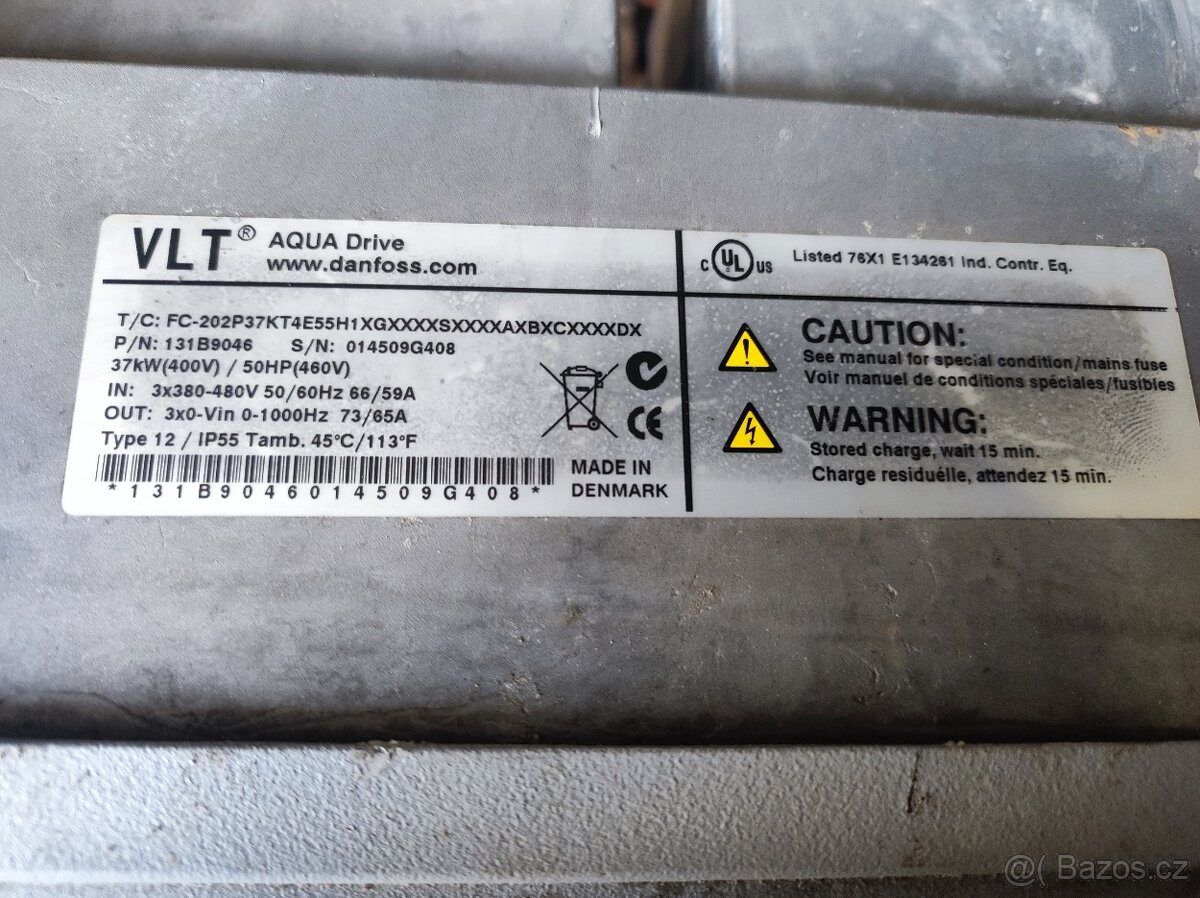 VLT® AQUA Drive
www.danfoss.com
T/C: FC-202P37KT4E55H1XGXXXXSXXXXAXBXCXXXXDX
P/N: 131B9046 S/N: 014509G408
37kW(400V) / 50HP(460V)
IN: 3x380-480V 50/60Hz 66/59A
OUT: 3x0-Vin 0-1000Hz 73/65A
Type 12 / IP55 Tamb. 45°C/113°F
*131B9046014509G408*
MADE IN
DENMARK
CE
c UL us Listed 76X1 E134261 Ind. Contr. Eq.
CAUTION:
See manual for special condition/mains fuse
Voir manuel de conditions spéciales/fusibles
WARNING:
Stored charge, wait 15 min.
Charge residuélle, attendez 15 min.
@( Bazos.cz